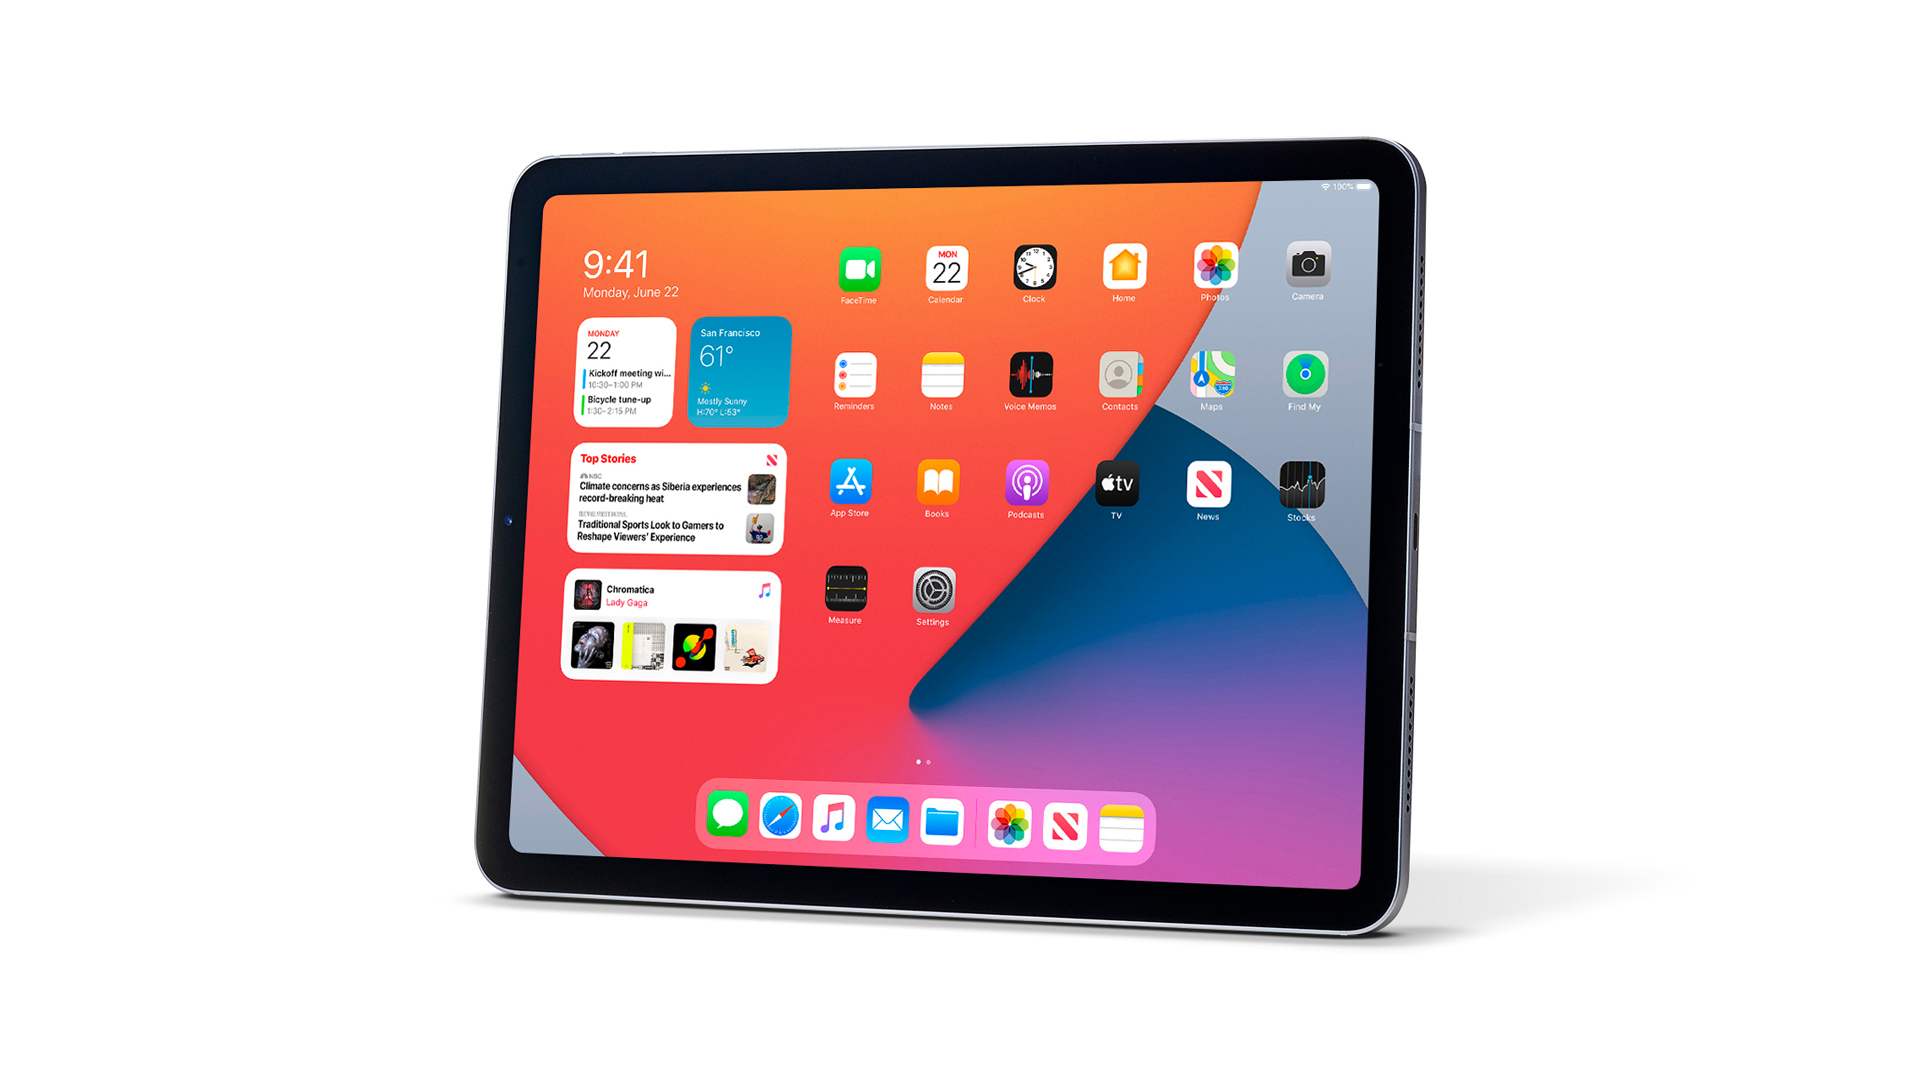 100%
9:41
Monday, June 22
MONDAY
22
Kickoff meeting wi...
10:30–1:00 PM
Bicycle tune-up
1:30–2:15 PM
San Francisco
61°
Mostly Sunny
H:70° L:53°
Top Stories
NBC
Climate concerns as Siberia experiences
record-breaking heat
Traditional Sports Look to Gamers to
Reshape Viewers' Experience
Chromatica
Lady Gaga
MON
22
FaceTime
Calendar
12
Clock
Home
Photos
Camera
Reminders
Notes
Voice Memos
Contacts
280
Maps
Find My
tv
App Store
Books
Podcasts
TV
News
Stocks
Measure
Settings